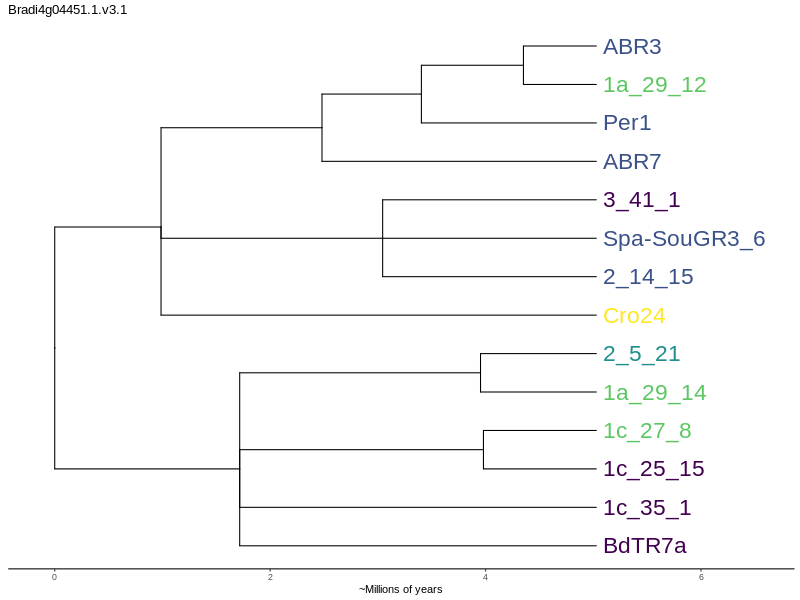 Bradi4g04451.1.v3.1
ABR3
1a_29_12
Per1
ABR7
3_41_1
Spa-SouGR3_6
2_14_15
Cro24
2_5_21
1a_29_14
1c_27_8
1c_25_15
1c_35_1
BdTR7a
0 2 4 6
~Millions of years